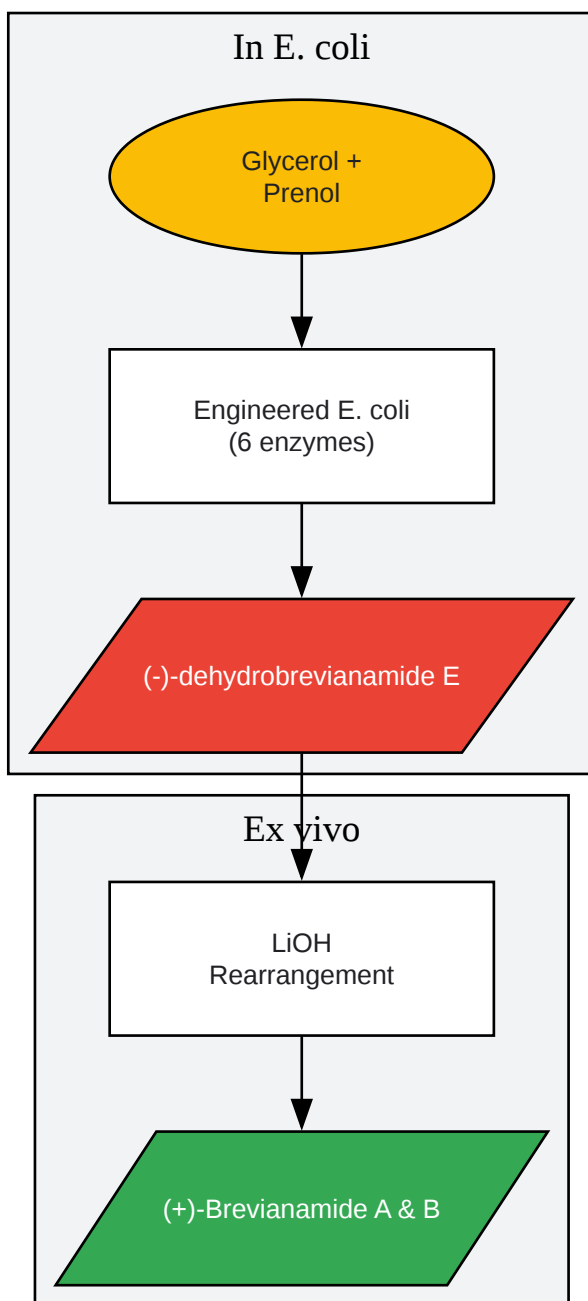 In E. coli
Glycerol +
Prenol
Engineered E. coli
(6 enzymes)
(-)-dehydrobrevianamide E
Ex vivo
LiOH
Rearrangement
(+)-Brevianamide A & B